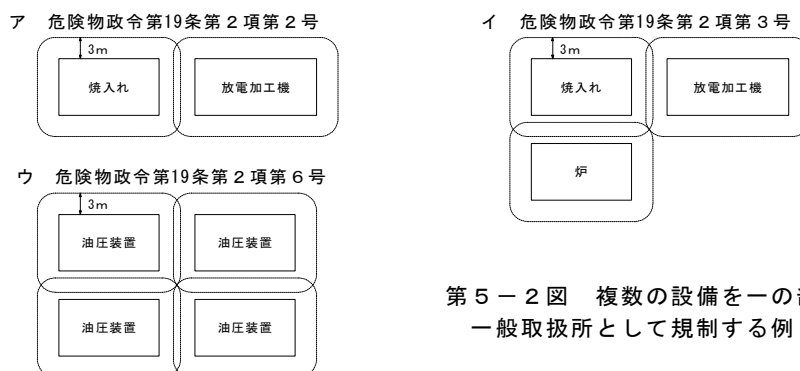 ア　危険物政令第19条第２項第２号
3m
焼入れ
放電加工機
イ　危険物政令第19条第２項第３号
3m
焼入れ
放電加工機
炉
ウ　危険物政令第19条第２項第６号
3m
油圧装置
油圧装置
油圧装置
油圧装置
第５－２図　複数の設備を一の
一般取扱所として規制する例